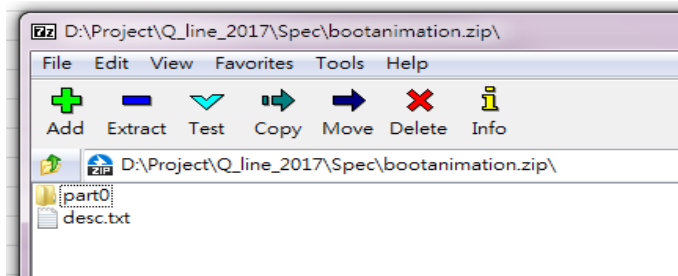 7z D:\Project\Q_line_2017\Spec\bootanimation.zip\
File Edit View Favorites Tools Help
Add Extract Test Copy Move Delete Info
ZIP D:\Project\Q_line_2017\Spec\bootanimation.zip\
part0
desc.txt